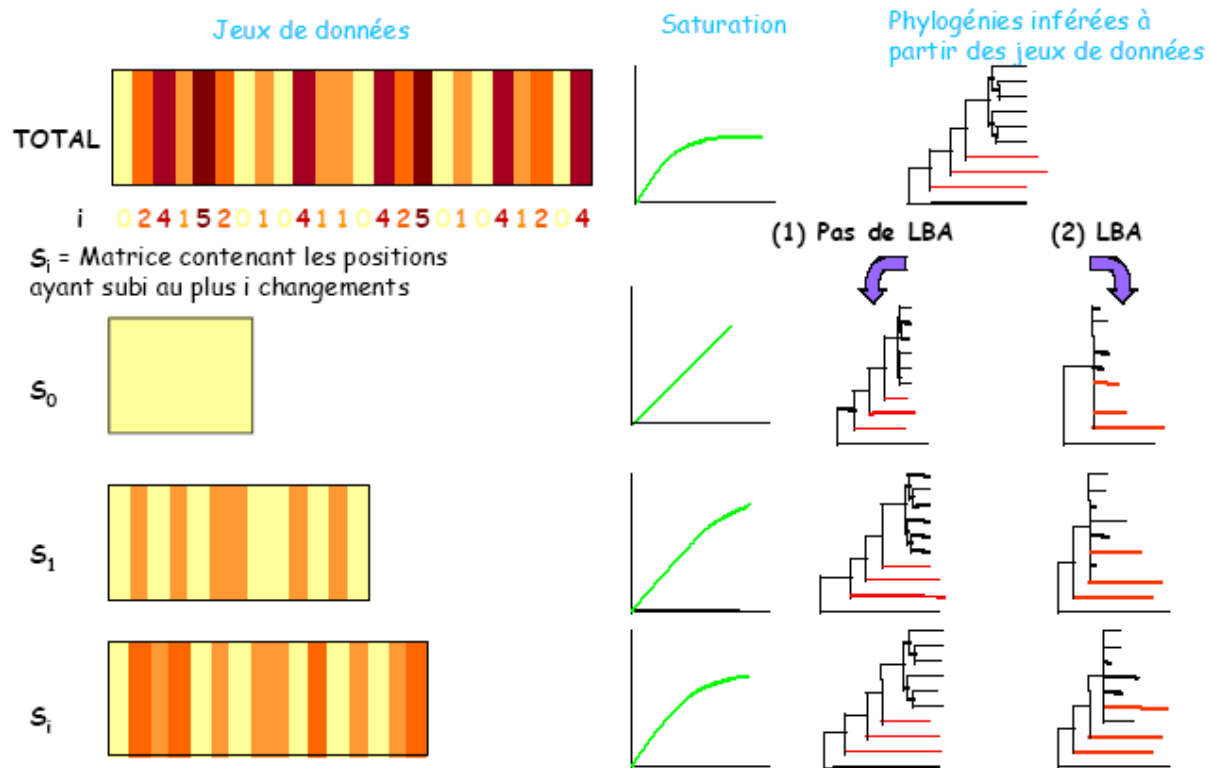 Jeux de données
Saturation
Phylogénies inférées à
partir des jeux de données
TOTAL
i 0 2 4 1 5 2 0 1 0 4 1 1 0 4 2 5 0 1 0 4 1 2 0 4
(1) Pas de LBA
(2) LBA
Si = Matrice contenant les positions
ayant subi au plus i changements
S0
S1
Si